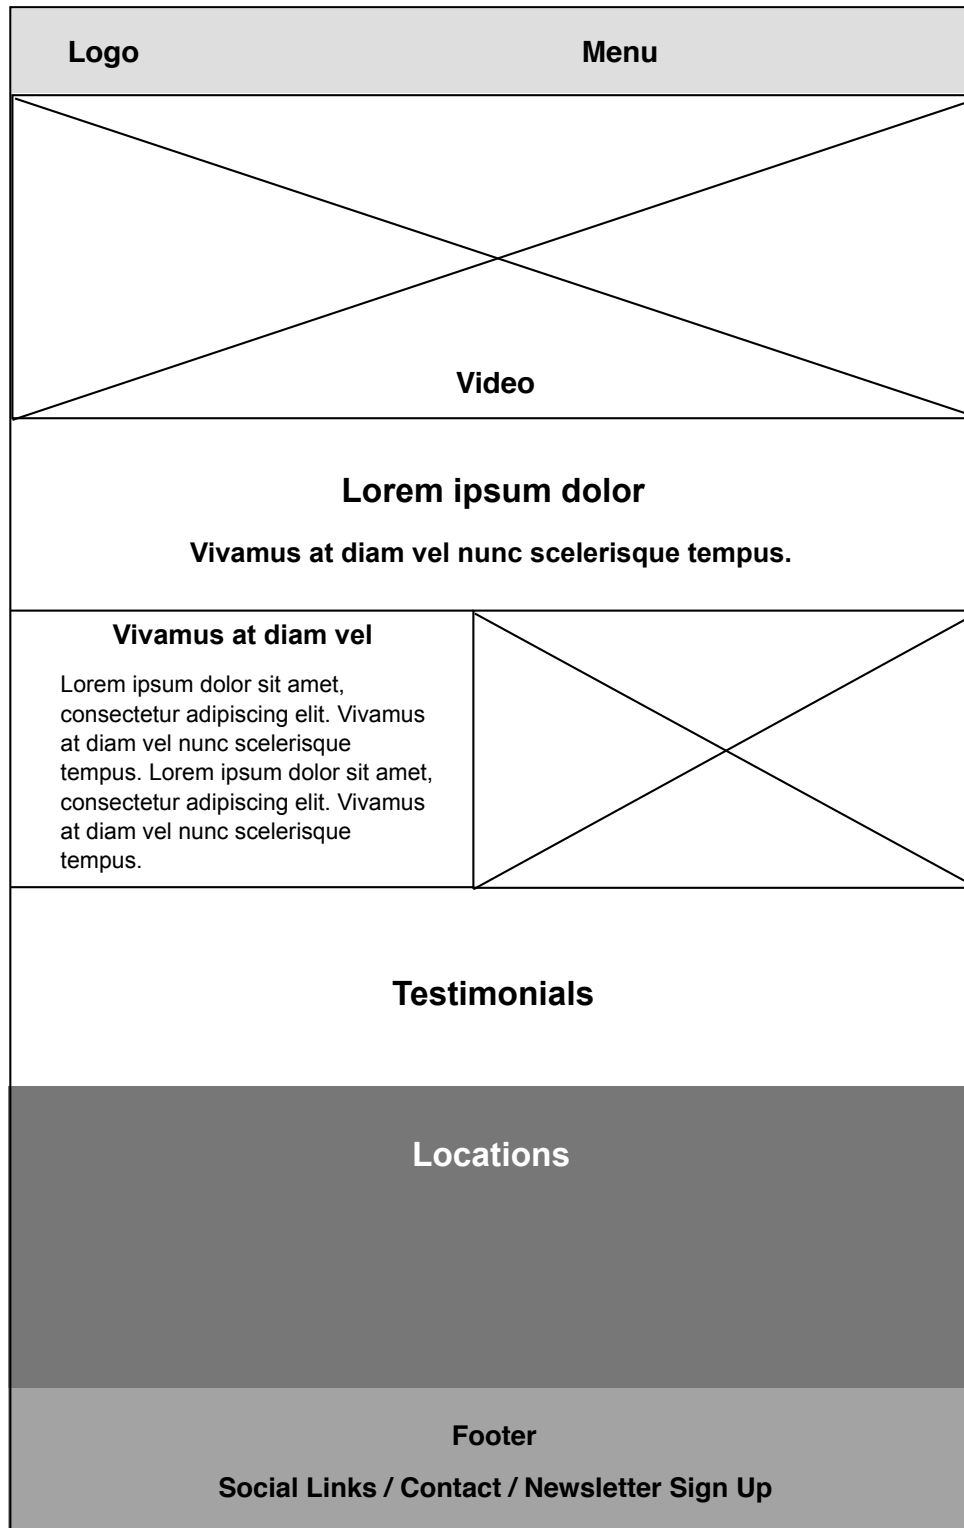 Logo
Menu
Video
Lorem ipsum dolor
Vivamus at diam vel nunc scelerisque tempus.
Vivamus at diam vel
Lorem ipsum dolor sit amet,
consectetur adipiscing elit. Vivamus
at diam vel nunc scelerisque
tempus. Lorem ipsum dolor sit amet,
consectetur adipiscing elit. Vivamus
at diam vel nunc scelerisque
tempus.
Testimonials
Locations
Footer
Social Links / Contact / Newsletter Sign Up